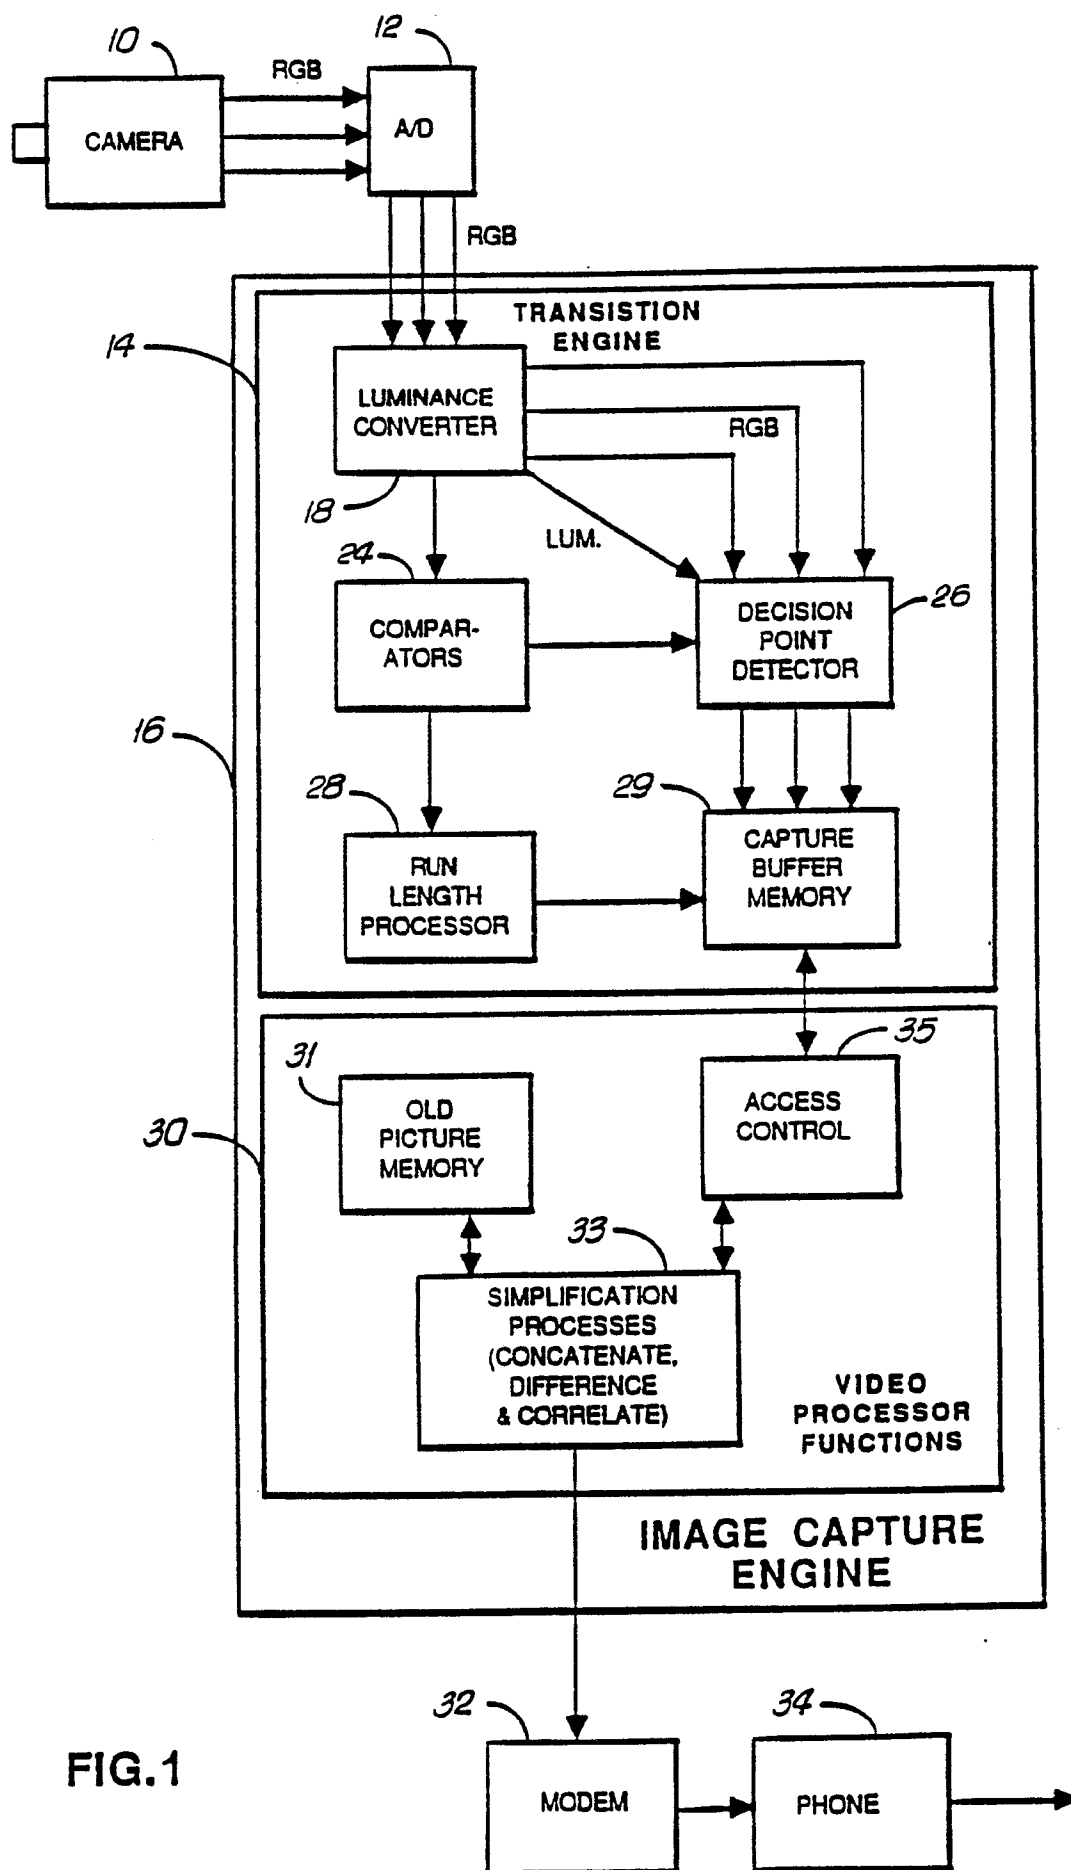 10
12
RGB
CAMERA
A/D
RGB
TRANSISTION
ENGINE
14
LUMINANCE
CONVERTER
RGB
18
LUM.
24
26
COMPAR-
ATORS
DECISION
POINT
DETECTOR
16
28
29
RUN
LENGTH
PROCESSOR
CAPTURE
BUFFER
MEMORY
35
31
30
OLD
PICTURE
MEMORY
ACCESS
CONTROL
33
SIMPLIFICATION
PROCESSES
(CONCATENATE,
DIFFERENCE
& CORRELATE)
VIDEO
PROCESSOR
FUNCTIONS
IMAGE CAPTURE
ENGINE
32
34
FIG.1
MODEM
PHONE